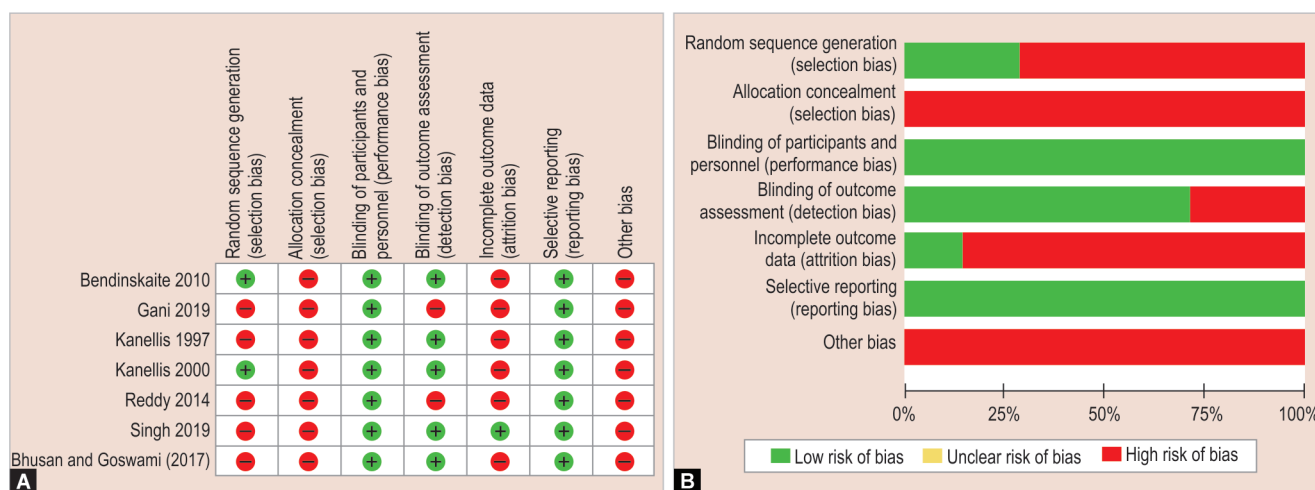 Random sequence generation
(selection bias)
Allocation concealment
(selection bias)
Blinding of participants and
personnel (performance bias)
Blinding of outcome assessment
(detection bias)
Incomplete outcome data
(attrition bias)
Selective reporting
(reporting bias)
Other bias
Bendinskaite 2010 + − + + − + −
Gani 2019 − − + − − + −
Kanellis 1997 − − + + − + −
Kanellis 2000 + − + + − + −
Reddy 2014 − − + − − + −
Singh 2019 − − + + + + −
Bhusan and Goswami (2017) − − + + − + −
A
Random sequence generation
(selection bias)
Allocation concealment
(selection bias)
Blinding of participants and
personnel (performance bias)
Blinding of outcome
assessment (detection bias)
Incomplete outcome
data (attrition bias)
Selective reporting
(reporting bias)
Other bias
0% 25% 50% 75% 100%
Low risk of bias Unclear risk of bias High risk of bias
B